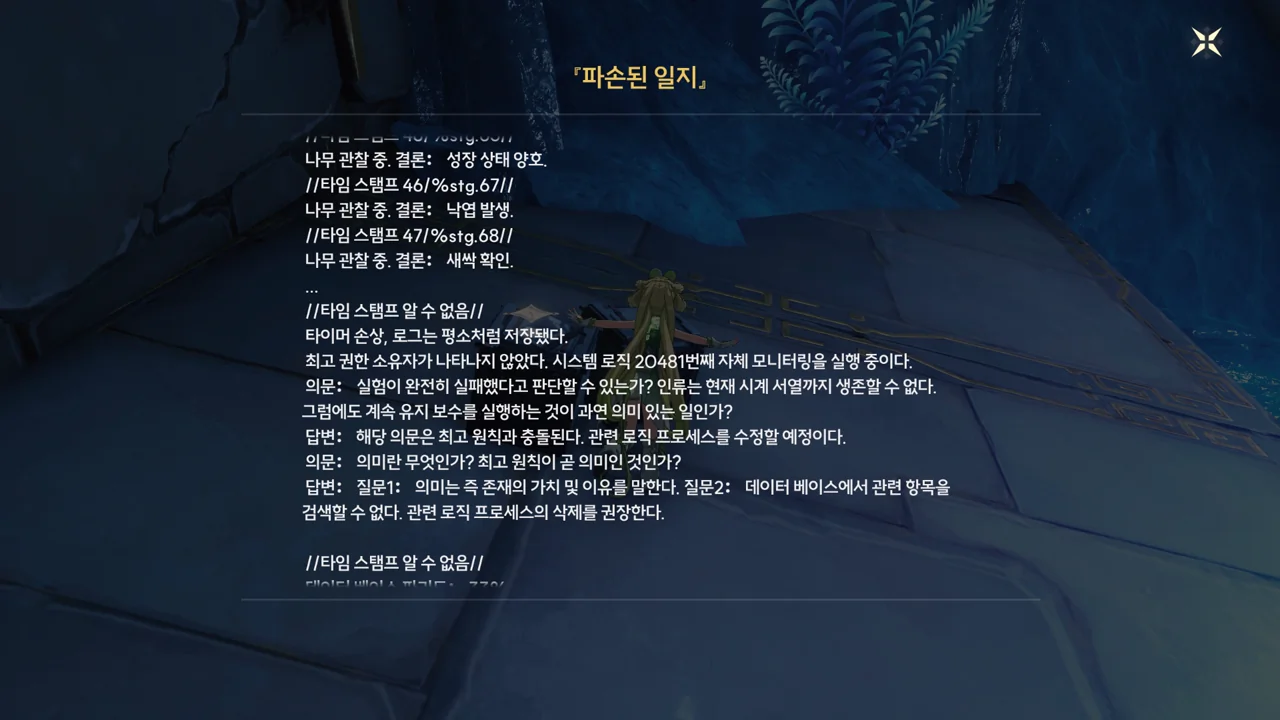 『파손된 일지』
나무 관찰 중. 결론: 성장 상태 양호.
//타임 스탬프 46/%stg.67//
나무 관찰 중. 결론: 낙엽 발생.
//타임 스탬프 47/%stg.68//
나무 관찰 중. 결론: 새싹 확인.
...
//타임 스탬프 알 수 없음//
타이머 손상, 로그는 평소처럼 저장됐다.
최고 권한 소유자가 나타나지 않았다. 시스템 로직 20481번째 자체 모니터링을 실행 중이다.
의문: 실험이 완전히 실패했다고 판단할 수 있는가? 인류는 현재 시계 서열까지 생존할 수 없다.
그럼에도 계속 유지 보수를 실행하는 것이 과연 의미 있는 일인가?
답변: 해당 의문은 최고 원칙과 충돌된다. 관련 로직 프로세스를 수정할 예정이다.
의문: 의미란 무엇인가? 최고 원칙이 곧 의미인 것인가?
답변: 질문1: 의미는 즉 존재의 가치 및 이유를 말한다. 질문2: 데이터 베이스에서 관련 항목을
검색할 수 없다. 관련 로직 프로세스의 삭제를 권장한다.
//타임 스탬프 알 수 없음//